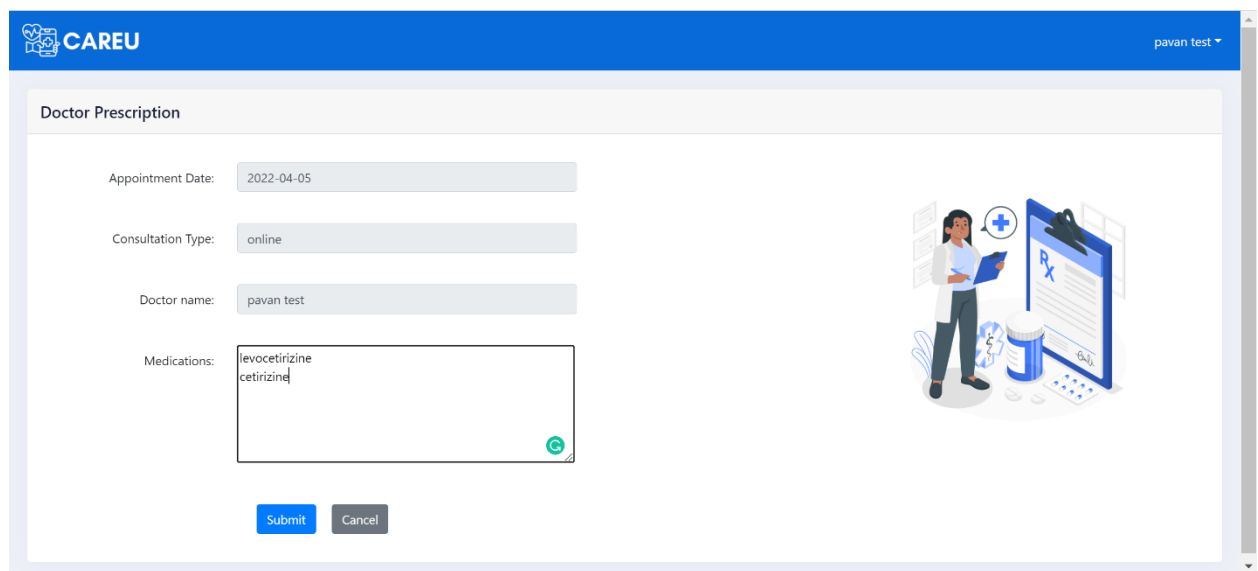 CAREU
pavan test
Doctor Prescription
Appointment Date: 2022-04-05
Consultation Type: online
Doctor name: pavan test
Medications: levocetirizine
cetirizine
Rx
Submit Cancel